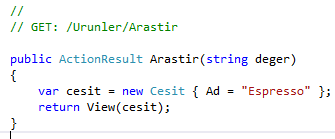 //
// GET: /Urunler/Arastir
public ActionResult Arastir(string deger)
{
var cesit = new Cesit { Ad = "Espresso" };
return View(cesit);
}